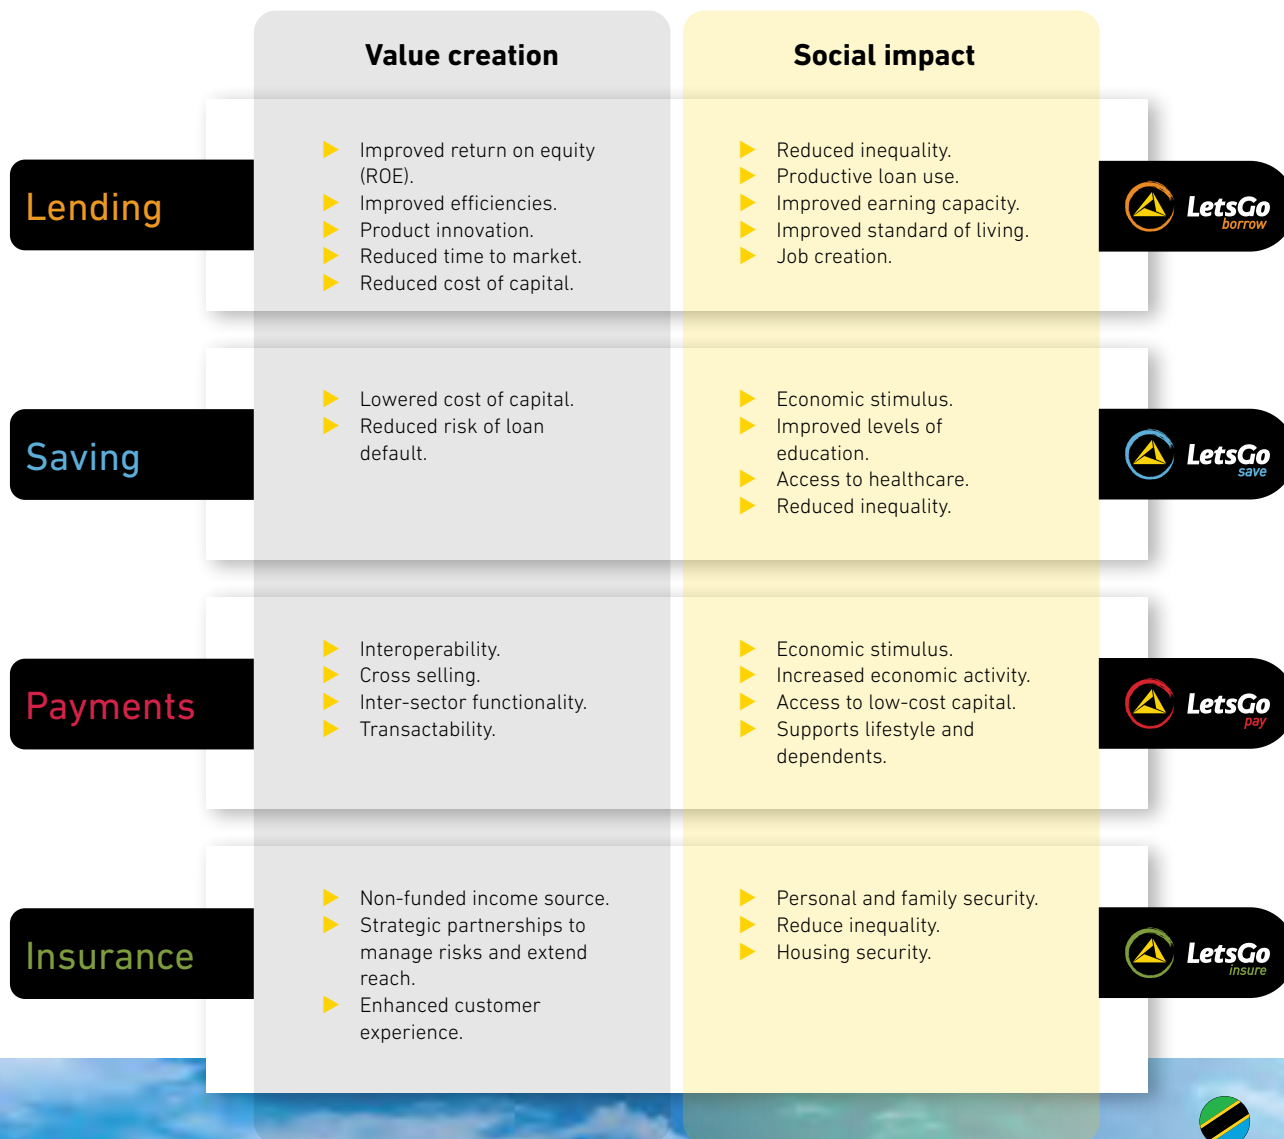 Value creation
Social impact
Lending
Improved return on equity
(ROE).
Improved efficiencies.
Product innovation.
Reduced time to market.
Reduced cost of capital.
Reduced inequality.
Productive loan use.
Improved earning capacity.
Improved standard of living.
Job creation.
LetsGo
borrow
Saving
Lowered cost of capital.
Reduced risk of loan
default.
Economic stimulus.
Improved levels of
education.
Access to healthcare.
Reduced inequality.
LetsGo
save
Payments
Interoperability.
Cross selling.
Inter-sector functionality.
Transactability.
Economic stimulus.
Increased economic activity.
Access to low-cost capital.
Supports lifestyle and
dependents.
LetsGo
pay
Insurance
Non-funded income source.
Strategic partnerships to
manage risks and extend
reach.
Enhanced customer
experience.
Personal and family security.
Reduce inequality.
Housing security.
LetsGo
insure